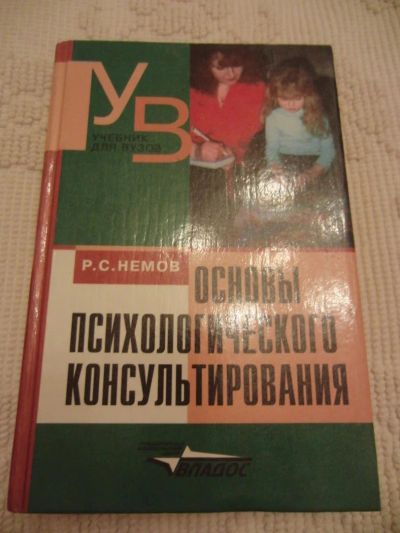 УВ
УЧЕБНИК
ДЛЯ ВУЗОВ
Р.С.НЕМОВ
ОСНОВЫ
ПСИХОЛОГИЧЕСКОГО
КОНСУЛЬТИРОВАНИЯ
ВЛАДОС